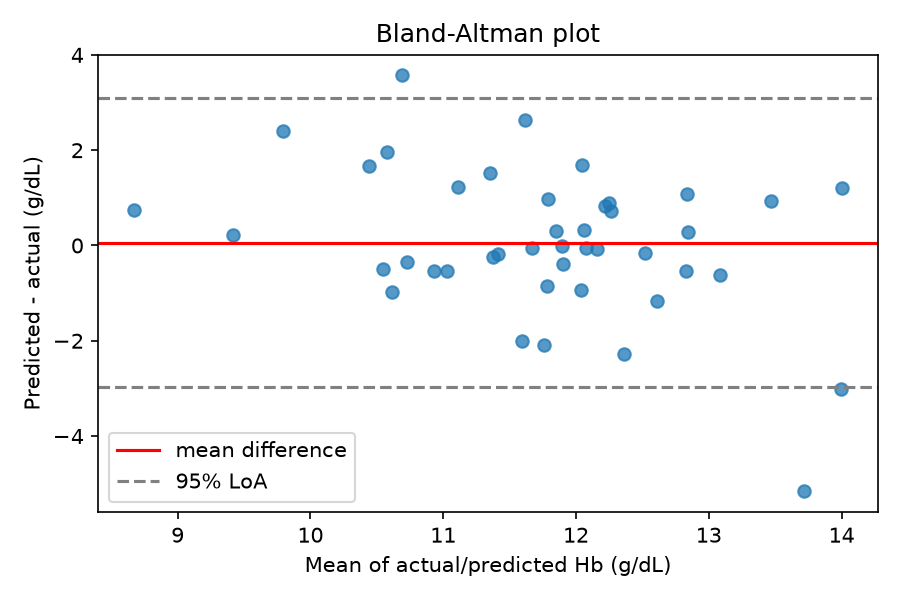 Bland-Altman plot
Predicted - actual (g/dL)
4
2
0
−2
−4
mean difference
95% LoA
9 10 11 12 13 14
Mean of actual/predicted Hb (g/dL)